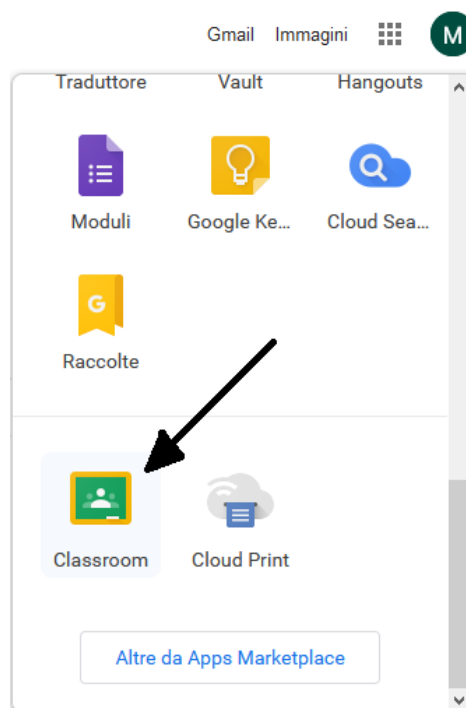 Gmail Immagini M
Traduttore Vault Hangouts
Moduli Google Ke... Cloud Sea...
G
Raccolte
Classroom Cloud Print
Altre da Apps Marketplace